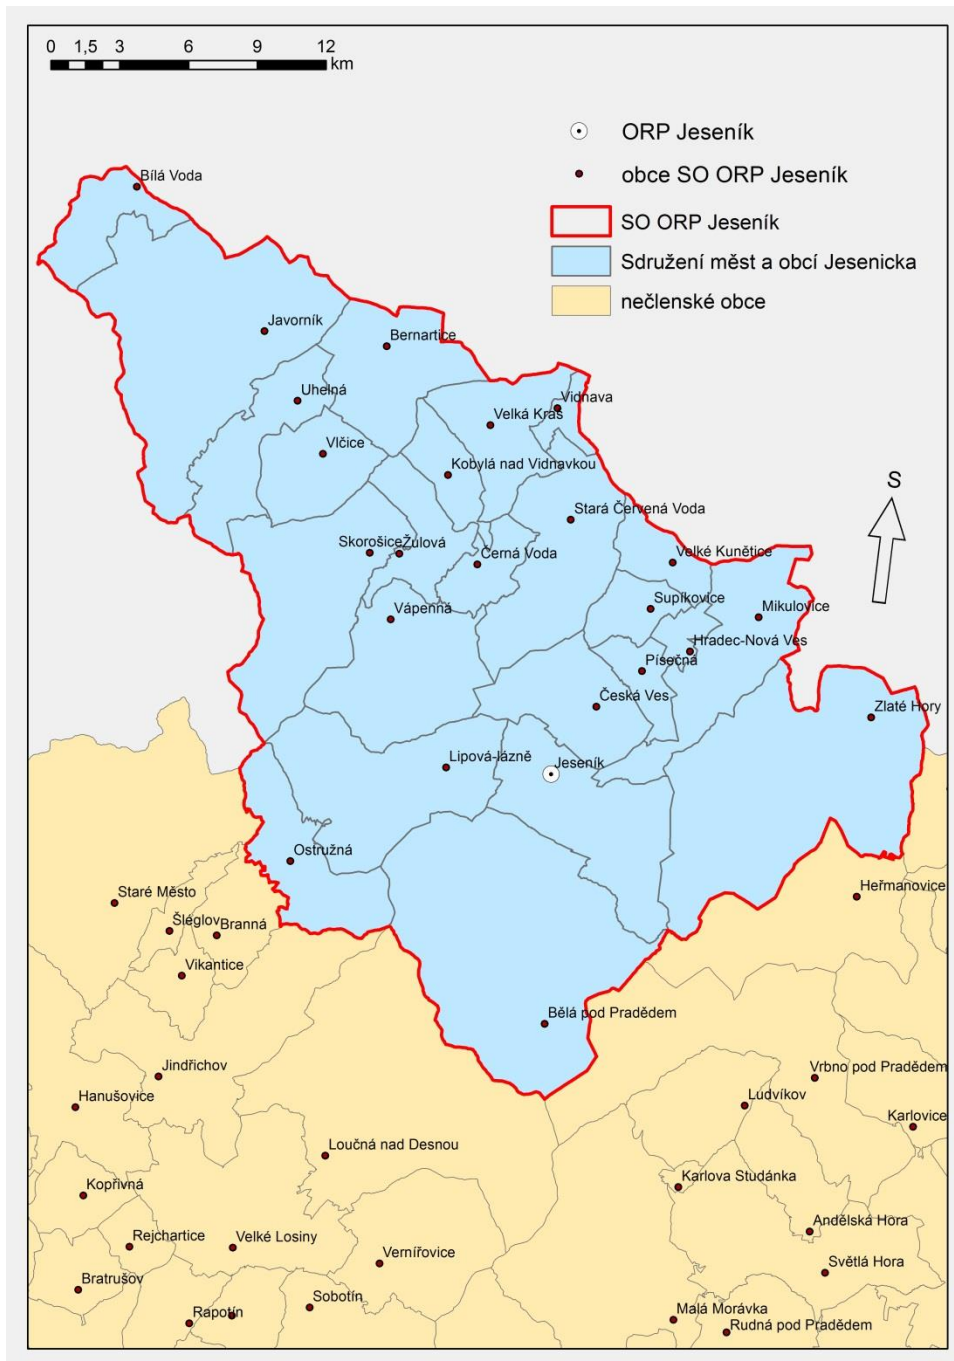 0 1,5 3 6 9 12
km
ORP Jeseník
obce SO ORP Jeseník
SO ORP Jeseník
Sdružení měst a obcí Jesenicka
nečlenské obce
Bílá Voda
Javorník
Bernartice
Uhelná
Vidnava
Velká Kraš
Vlčice
Kobylá nad Vidnavkou
S
Stará Červená Voda
Skorošice
Žulová
Černá Voda
Velké Kunětice
Supíkovice
Mikulovice
Vápenná
Hradec-Nová Ves
Písečná
Česká Ves
Zlaté Hory
Lipová-lázně
Jeseník
Ostružná
Staré Město
Heřmanovice
Šléglov
Branná
Vikantice
Bělá pod Pradědem
Jindřichov
Vrbno pod Pradědem
Hanušovice
Ludvíkov
Karlovice
Loučná nad Desnou
Kopřivná
Karlova Studánka
Rejchartice
Velké Losiny
Andělská Hora
Vernířovice
Světlá Hora
Bratrušov
Sobotín
Rapotín
Malá Morávka
Rudná pod Pradědem